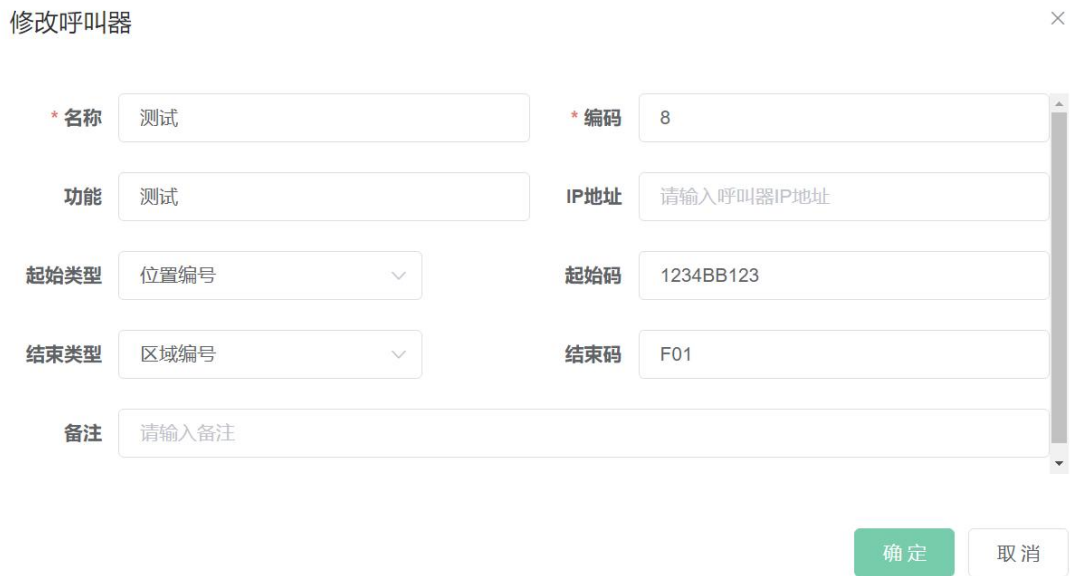 修改呼叫器
* 名称 测试 * 编码 8
功能 测试 IP地址 请输入呼叫器IP地址
起始类型 位置编号 起始码 1234BB123
结束类型 区域编号 结束码 F01
备注 请输入备注
确定 取消